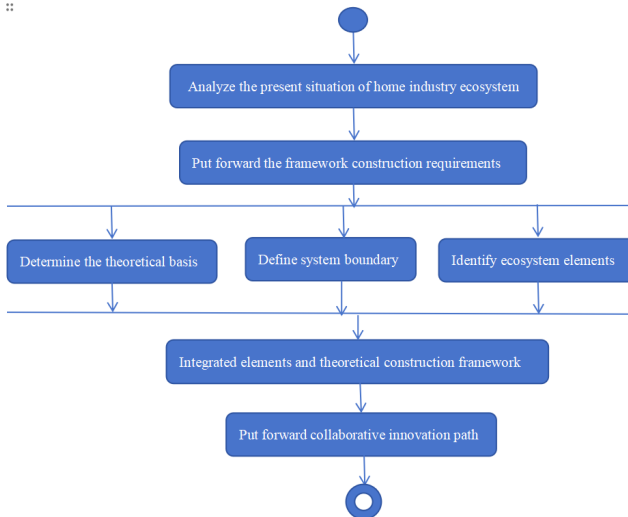 Analyze the present situation of home industry ecosystem
Put forward the framework construction requirements
Determine the theoretical basis
Define system boundary
Identify ecosystem elements
Integrated elements and theoretical construction framework
Put forward collaborative innovation path